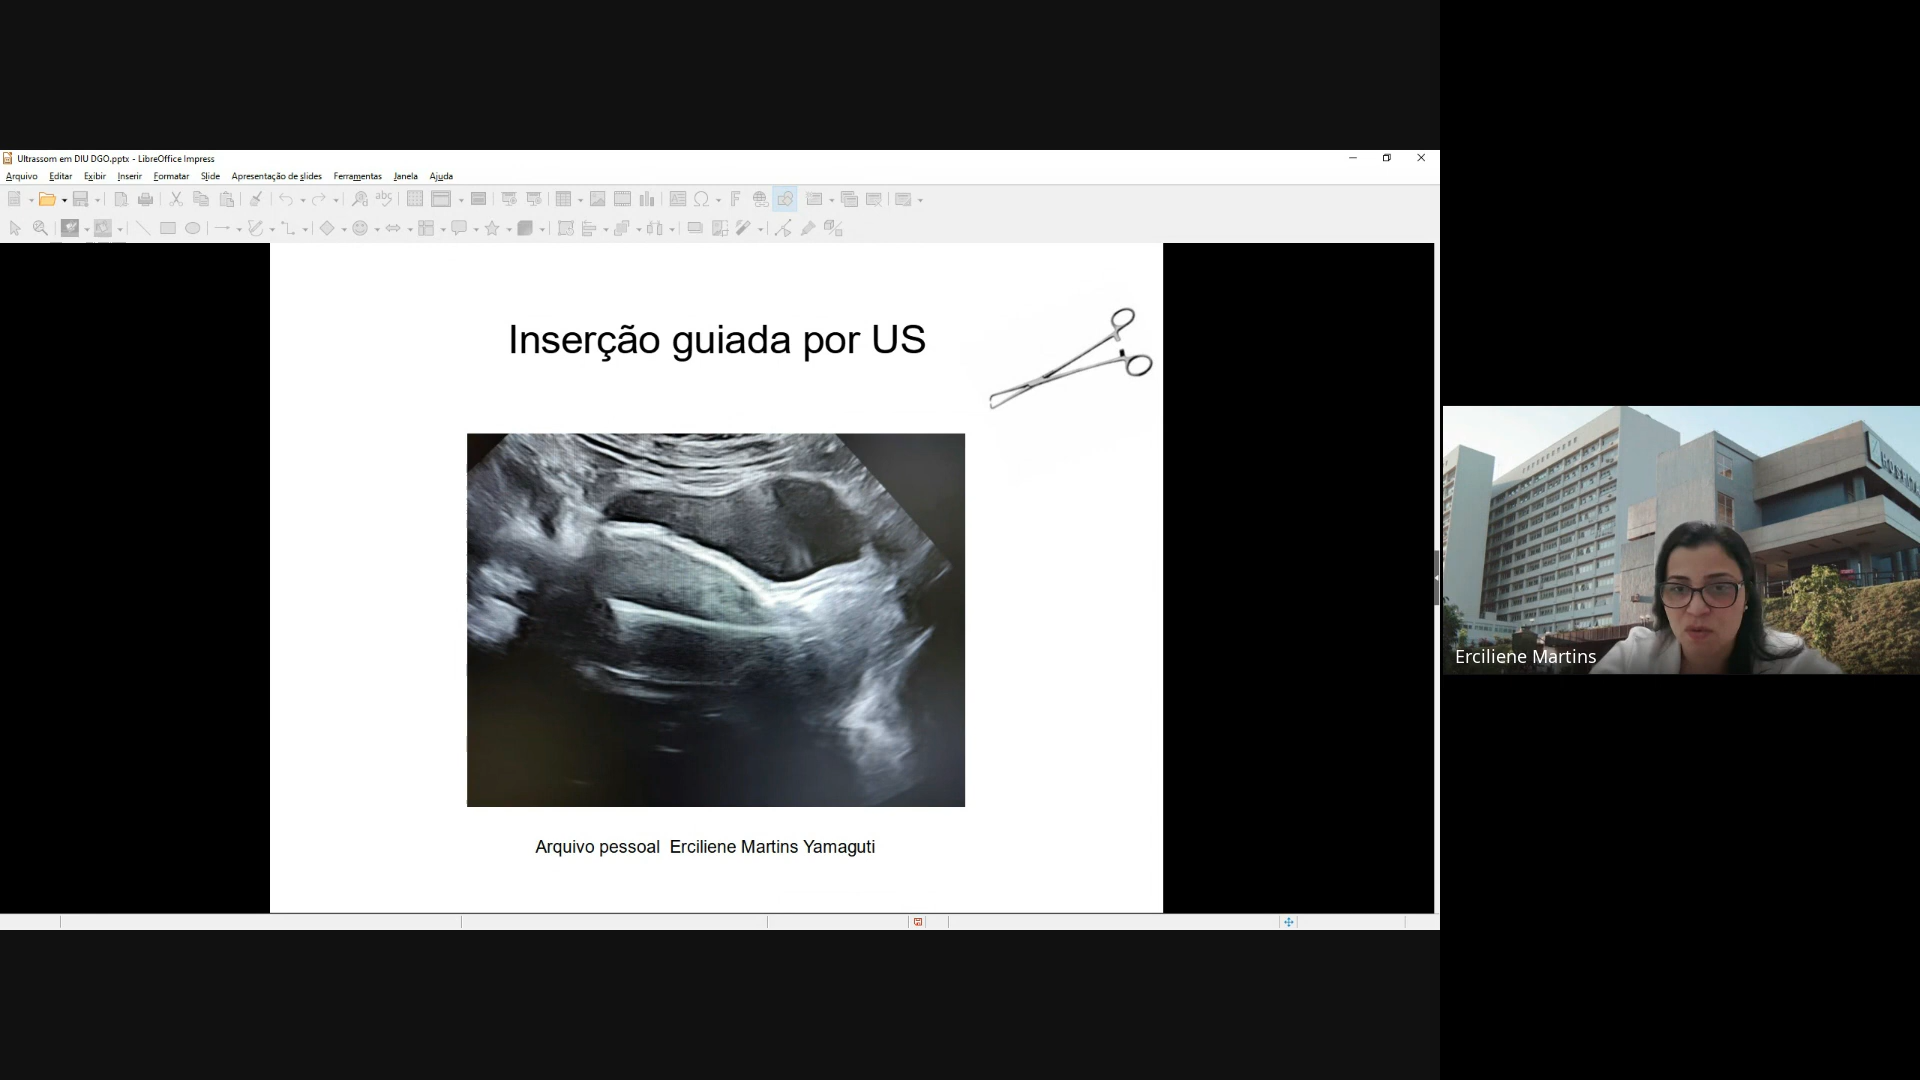 Ultrassom em DIU DGO.pptx - LibreOffice Impress
Arquivo Editar Exibir Inserir Formatar Slide Apresentação de slides Ferramentas Janela Ajuda
Inserção guiada por US
Arquivo pessoal Erciliene Martins Yamaguti
Erciliene Martins